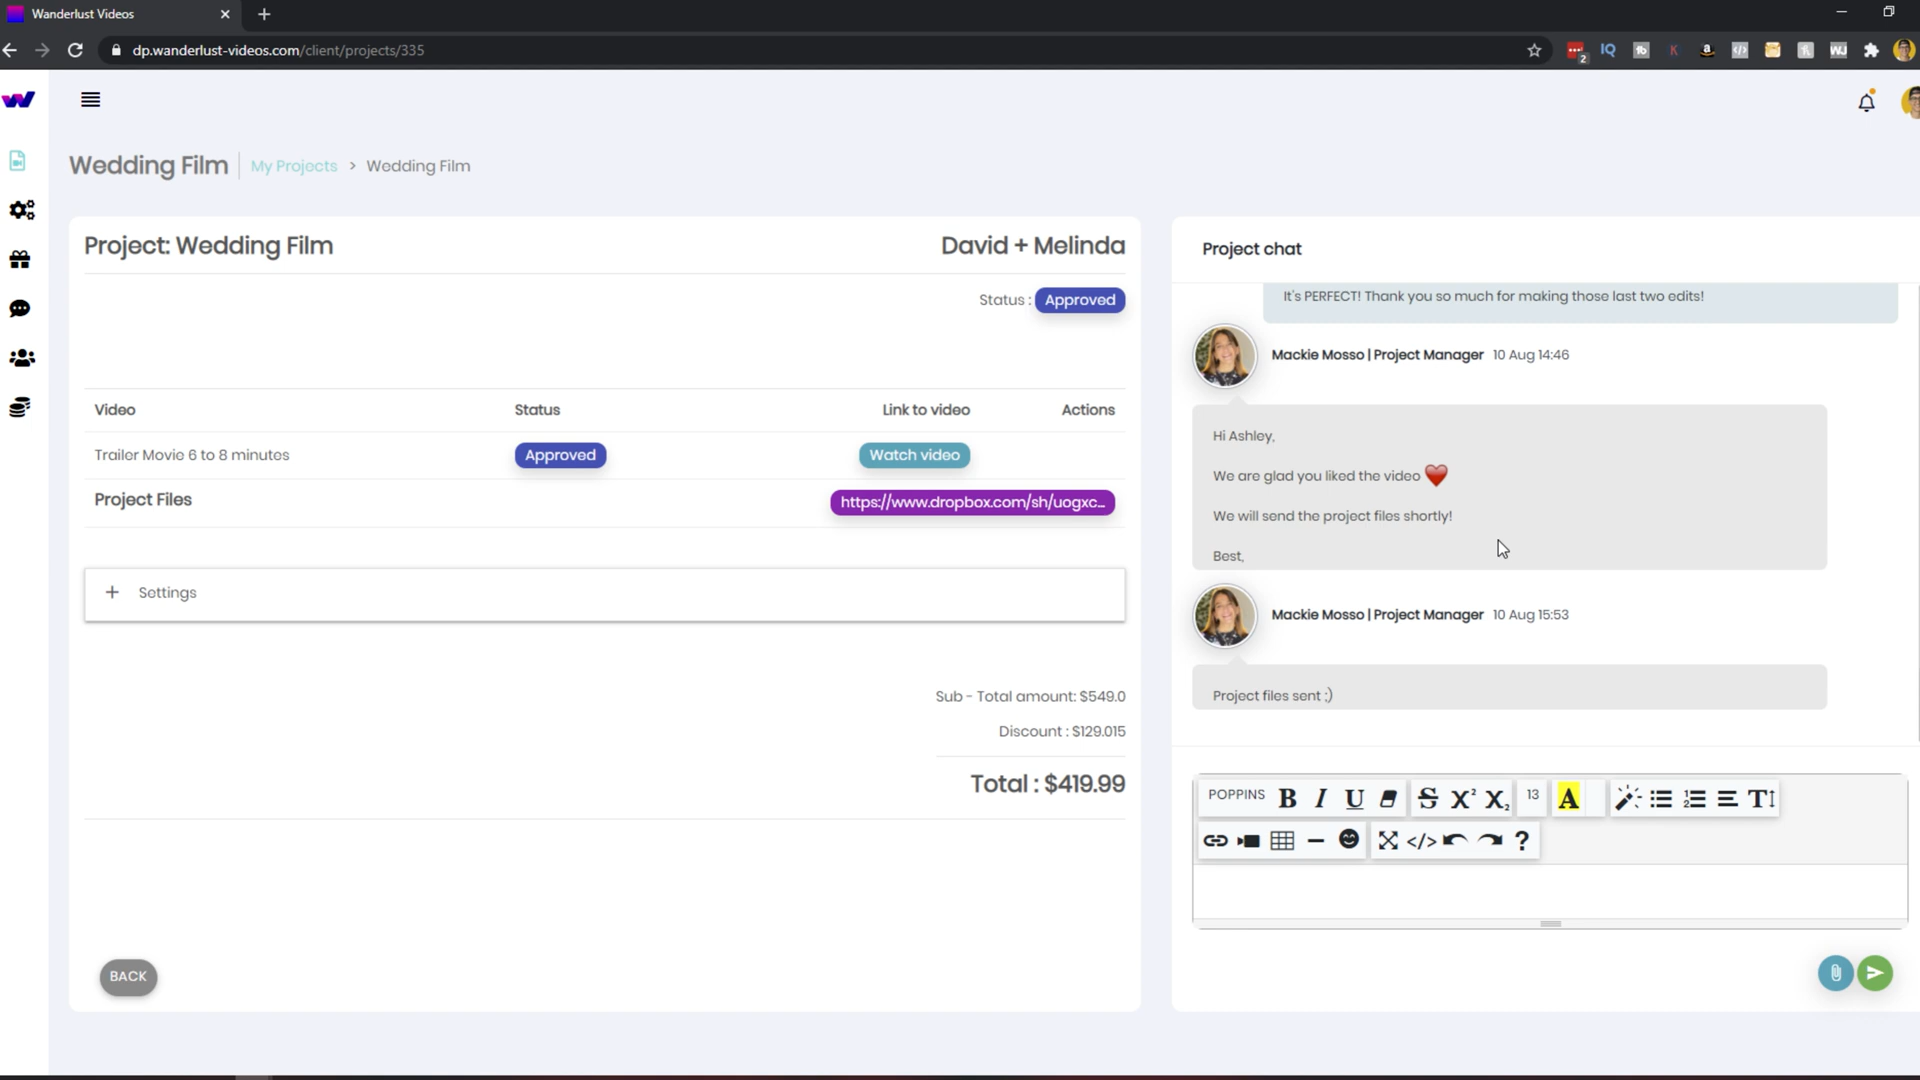 Wanderlust Videos
dp.wanderlust-videos.com/client/projects/335
2
IQ
Wedding Film
My Projects > Wedding Film
Project: Wedding Film
David + Melinda
Status : Approved
Video Status Link to video Actions
Trailer Movie 6 to 8 minutes Approved Watch video
Project Files https://www.dropbox.com/sh/uogxc...
+ Settings
Sub - Total amount: $549.0
Discount : $129.015
Total : $419.99
BACK
Project chat
It's PERFECT! Thank you so much for making those last two edits!
Mackie Mosso | Project Manager 10 Aug 14:46
Hi Ashley,
We are glad you liked the video ❤
We will send the project files shortly!
Best,
Mackie Mosso | Project Manager 10 Aug 15:53
Project files sent ;)
POPPINS B I U S X² X₂ 13 A T
</> ?